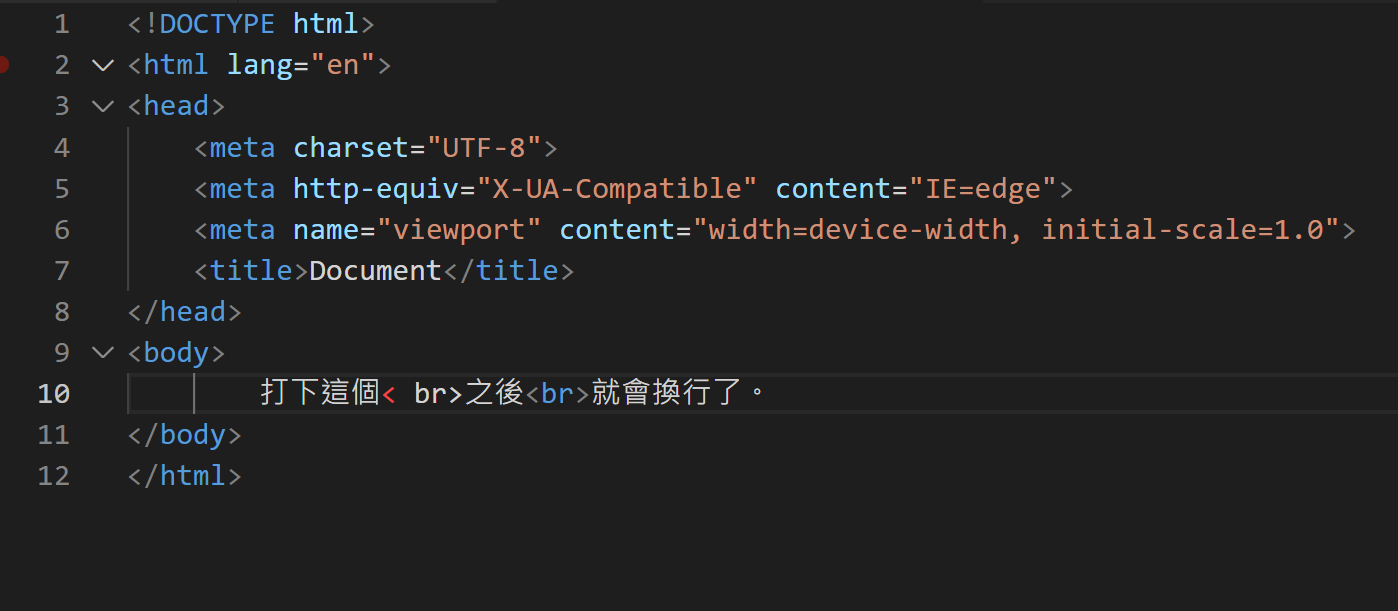 1 <!DOCTYPE html>
2 <html lang="en">
3 <head>
4     <meta charset="UTF-8">
5     <meta http-equiv="X-UA-Compatible" content="IE=edge">
6     <meta name="viewport" content="width=device-width, initial-scale=1.0">
7     <title>Document</title>
8 </head>
9 <body>
10         打下這個< br>之後<br>就會換行了。
11 </body>
12 </html>